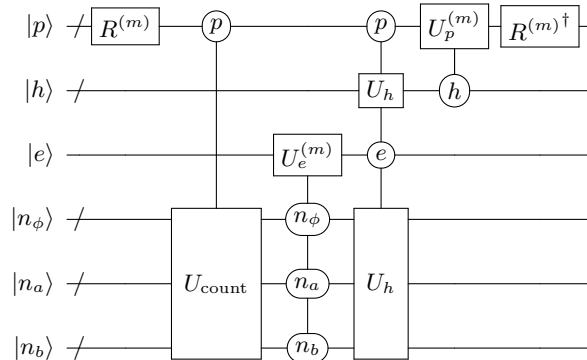 |p⟩ R^{(m)} p p U_p^{(m)} R^{(m)†}
|h⟩ U_h h
|e⟩ U_e^{(m)} e
|n_ϕ⟩ n_ϕ
|n_a⟩ U_count n_a U_h
|n_b⟩ n_b